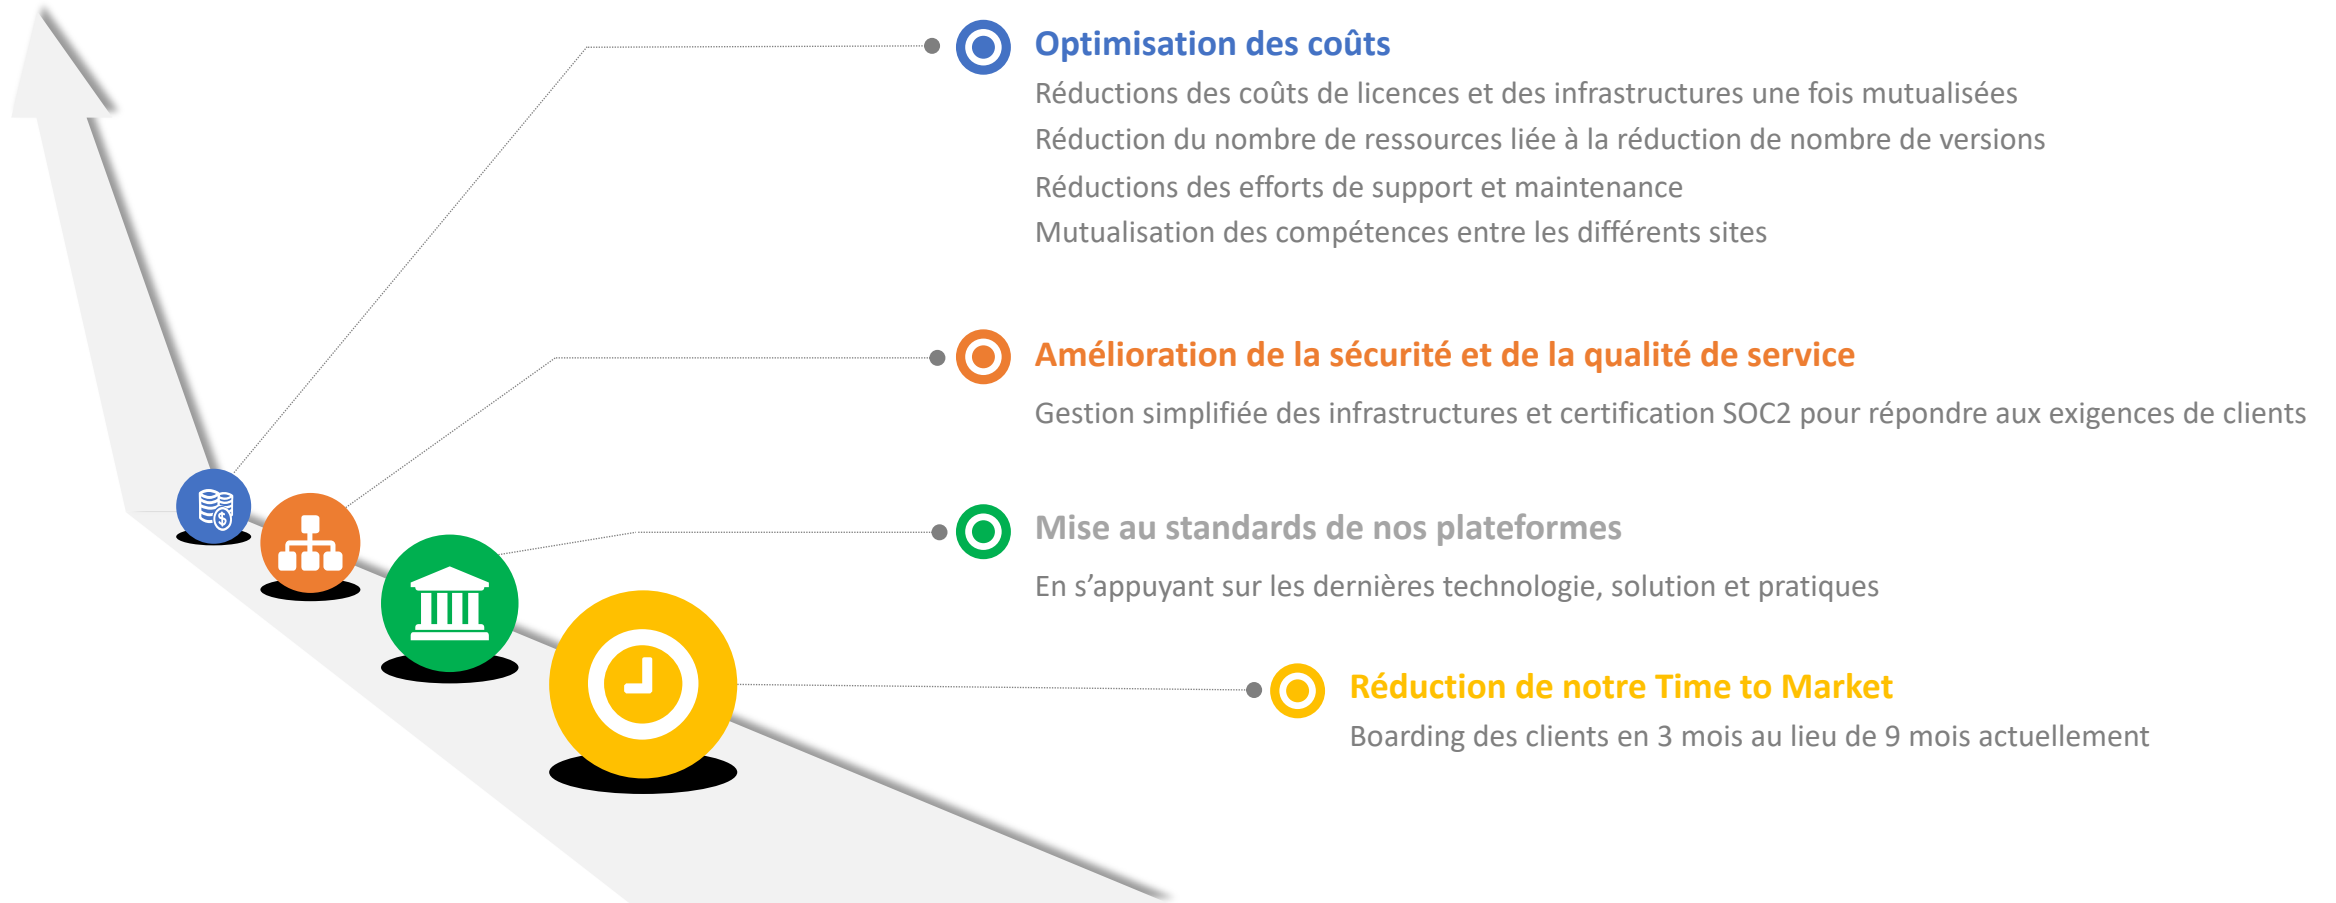 Optimisation des coûts
Réductions des coûts de licences et des infrastructures une fois mutualisées
Réduction du nombre de ressources liée à la réduction de nombre de versions
Réductions des efforts de support et maintenance
Mutualisation des compétences entre les différents sites
Amélioration de la sécurité et de la qualité de service
Gestion simplifiée des infrastructures et certification SOC2 pour répondre aux exigences de clients
Mise au standards de nos plateformes
En s’appuyant sur les dernières technologie, solution et pratiques
Réduction de notre Time to Market
Boarding des clients en 3 mois au lieu de 9 mois actuellement